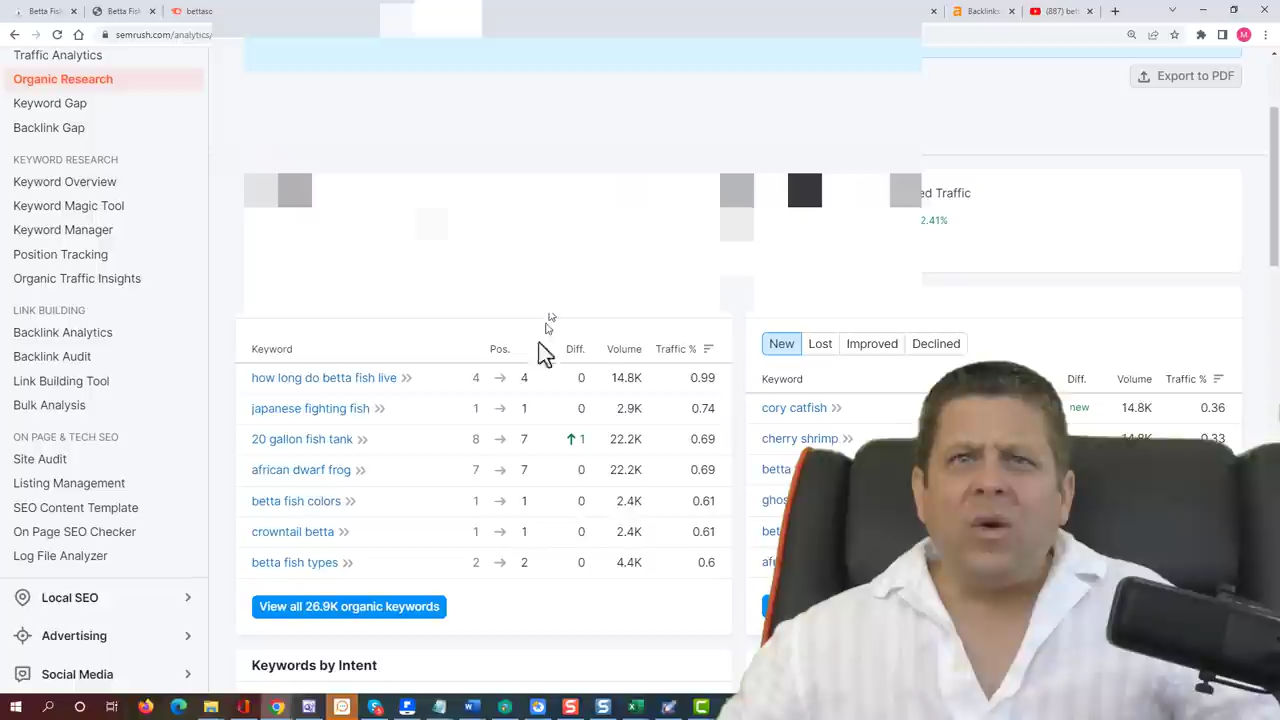 Betta Fis
Betta Fis
bettaso
Backlinks
(887) bet
semrush.com/analytics/
M
Traffic Analytics
Organic Research
Keyword Gap
Backlink Gap
KEYWORD RESEARCH
Keyword Overview
Keyword Magic Tool
Keyword Manager
Position Tracking
Organic Traffic Insights
LINK BUILDING
Backlink Analytics
Backlink Audit
Link Building Tool
Bulk Analysis
ON PAGE & TECH SEO
Site Audit
Listing Management
SEO Content Template
On Page SEO Checker
Log File Analyzer
Local SEO
Advertising
Social Media
Export to PDF
ed Traffic
2.41%
Keyword Pos. Diff. Volume Traffic %
how long do betta fish live 4 → 4 0 14.8K 0.99
japanese fighting fish 1 → 1 0 2.9K 0.74
20 gallon fish tank 8 → 7 ↑ 1 22.2K 0.69
african dwarf frog 7 → 7 0 22.2K 0.69
betta fish colors 1 → 1 0 2.4K 0.61
crowntail betta 1 → 1 0 2.4K 0.61
betta fish types 2 → 2 0 4.4K 0.6
View all 26.9K organic keywords
Keywords by Intent
New Lost Improved Declined
Keyword Diff. Volume Traffic %
cory catfish new 14.8K 0.36
cherry shrimp 14.8K 0.33
betta
ghos
bet
afr